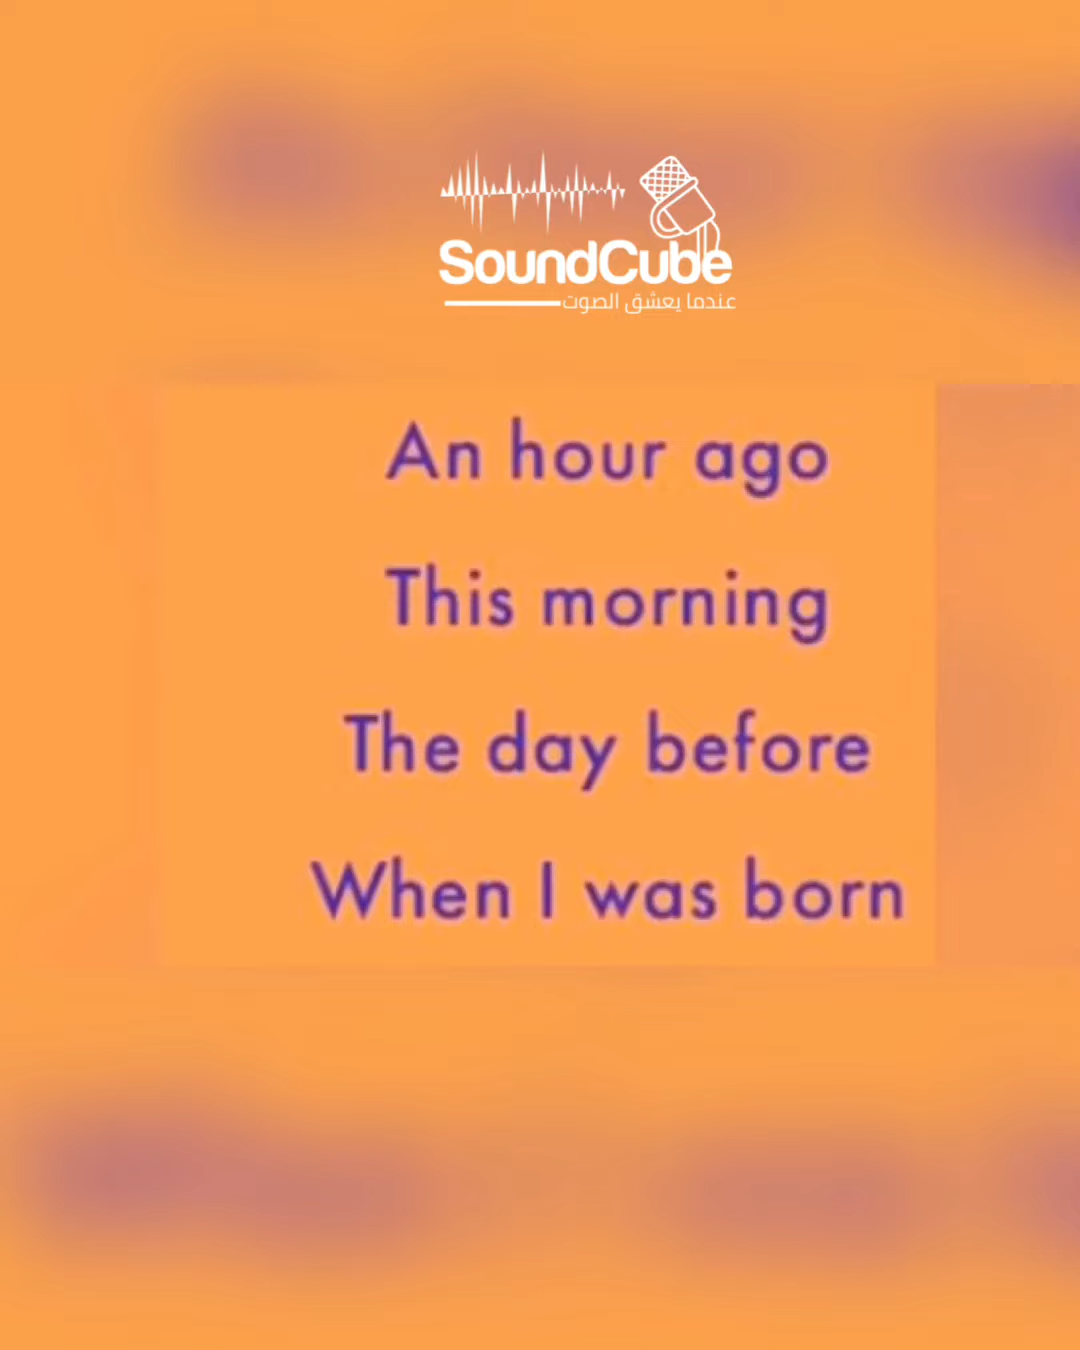 SoundCube
عندما يعشق الصوت
An hour ago
This morning
The day before
When I was born